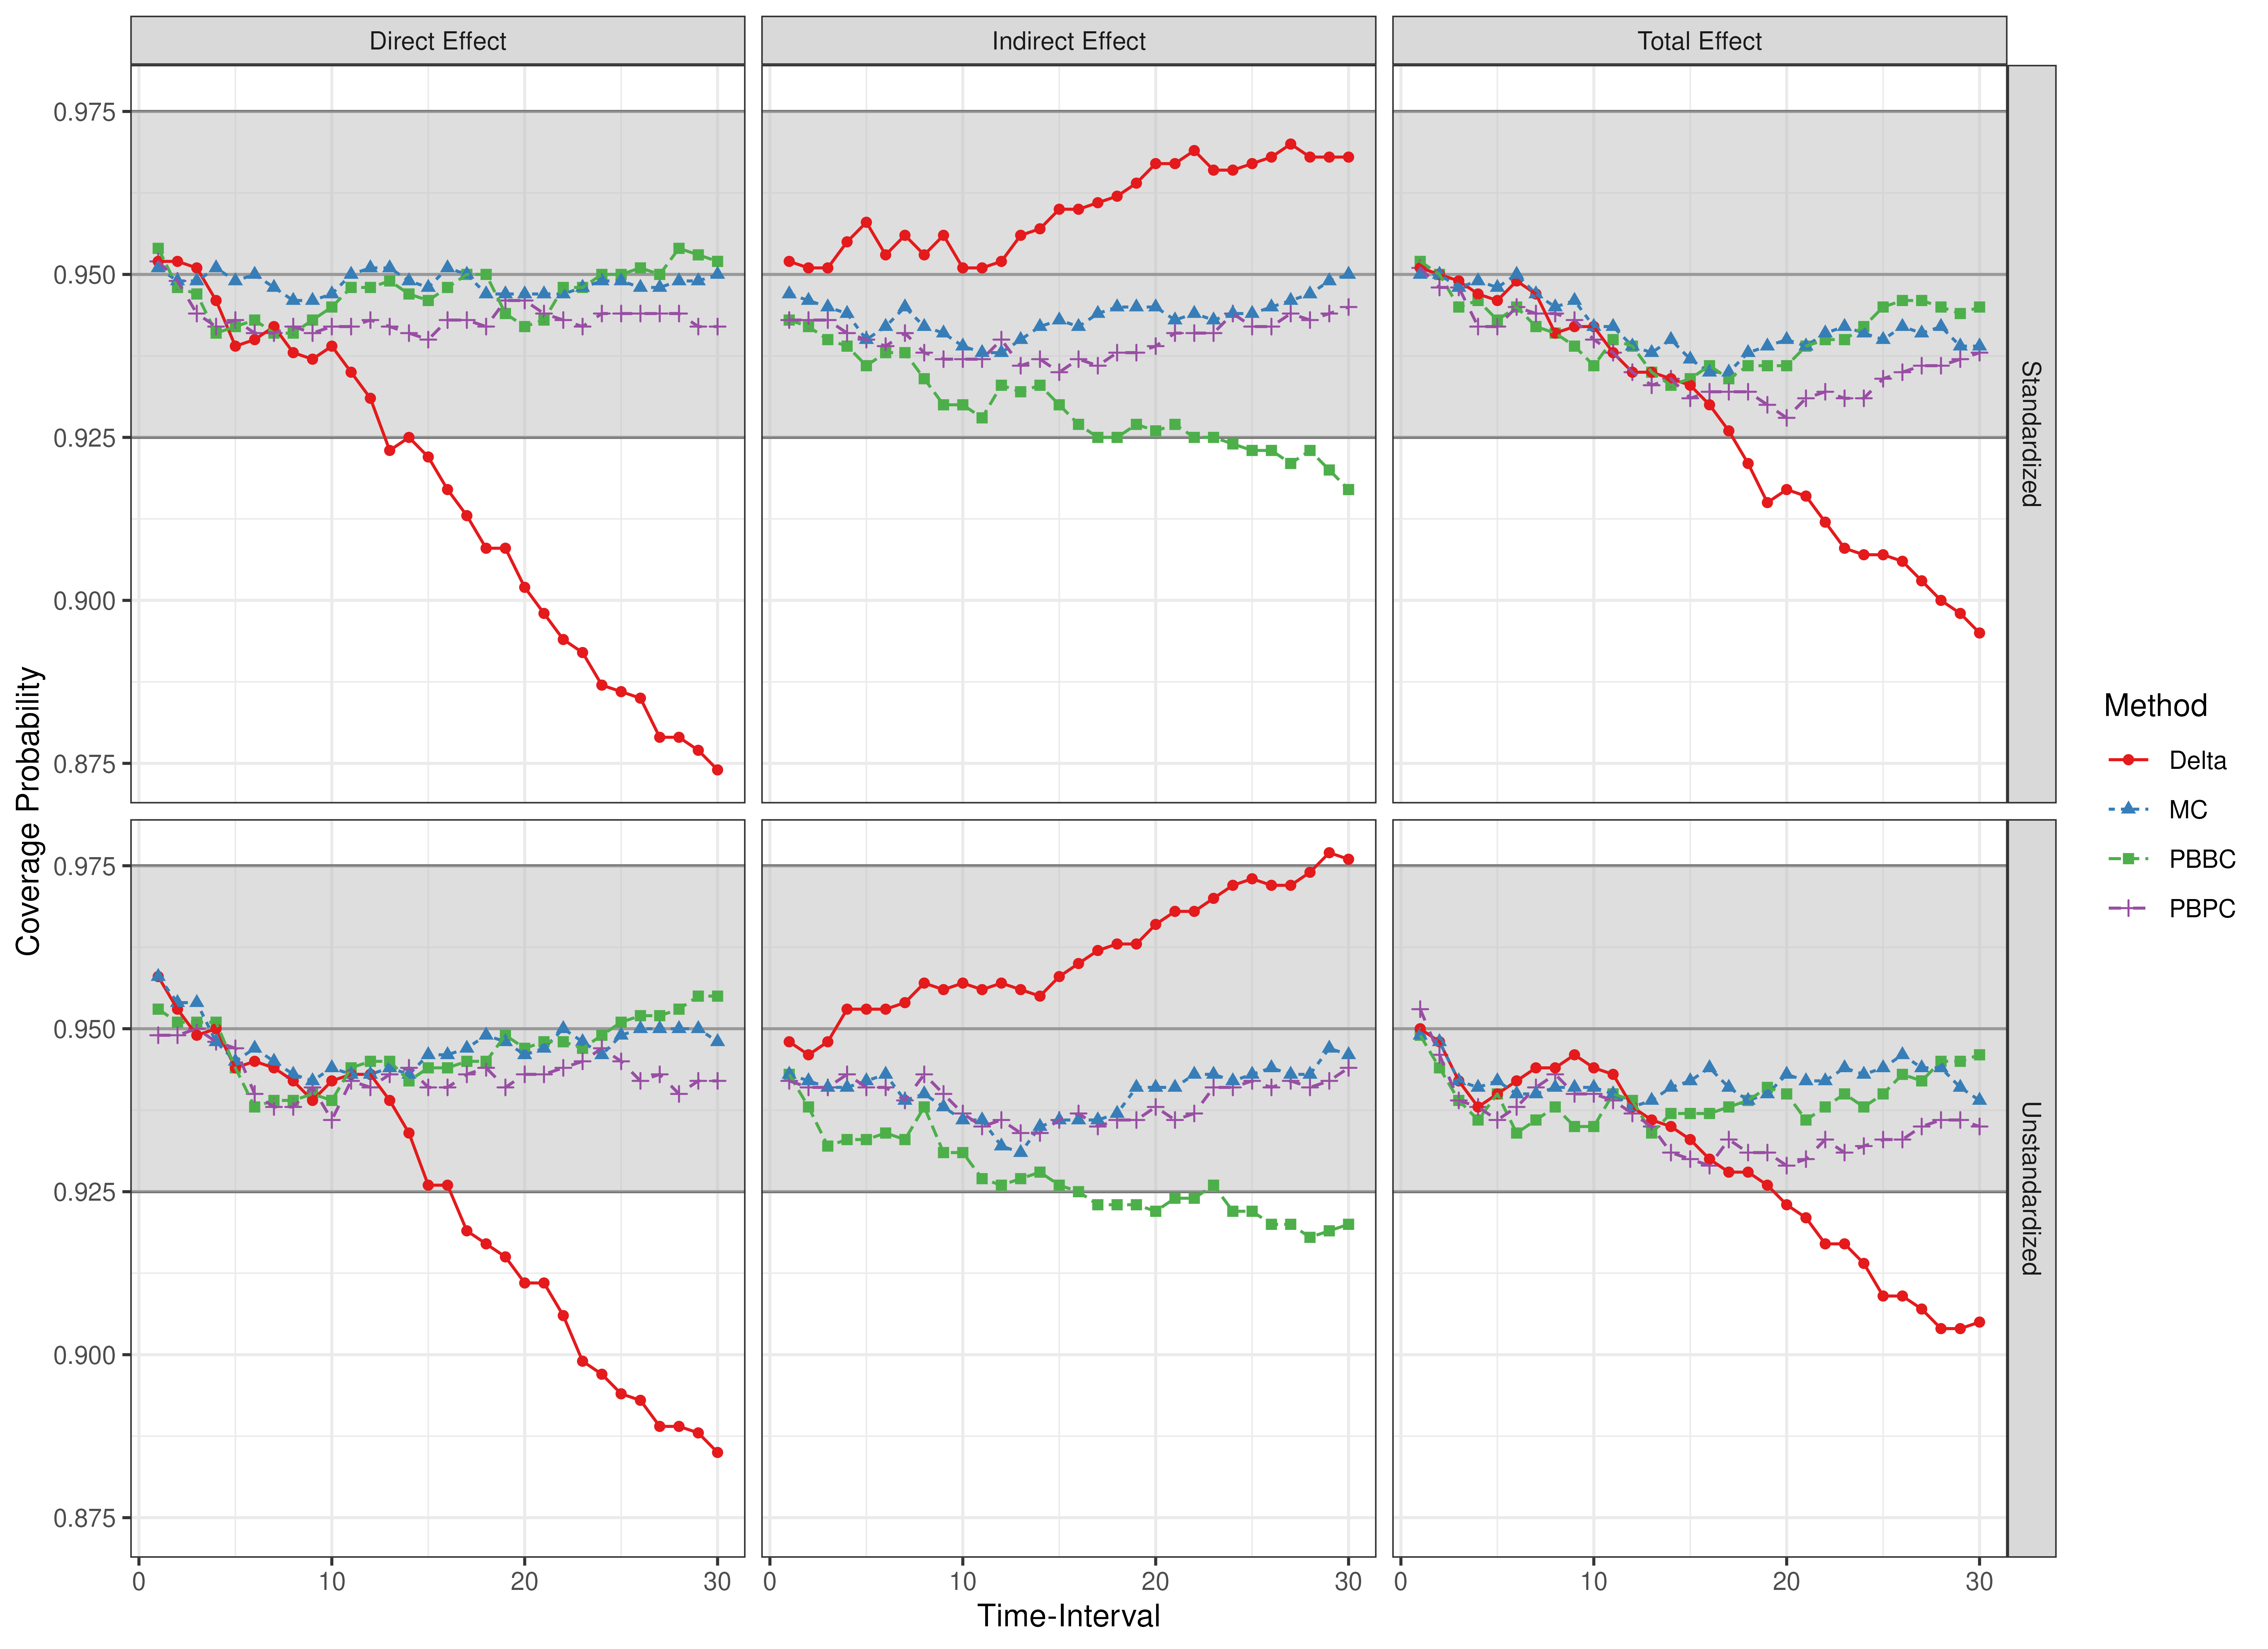 Direct Effect
Indirect Effect
Total Effect
0.975
0.950
0.925
0.900
0.875
Standardized
0.975
0.950
0.925
0.900
0.875
Unstandardized
Coverage Probability
0
10
20
30
0
10
20
30
0
10
20
30
Time-Interval
Method
Delta
MC
PBBC
PBPC